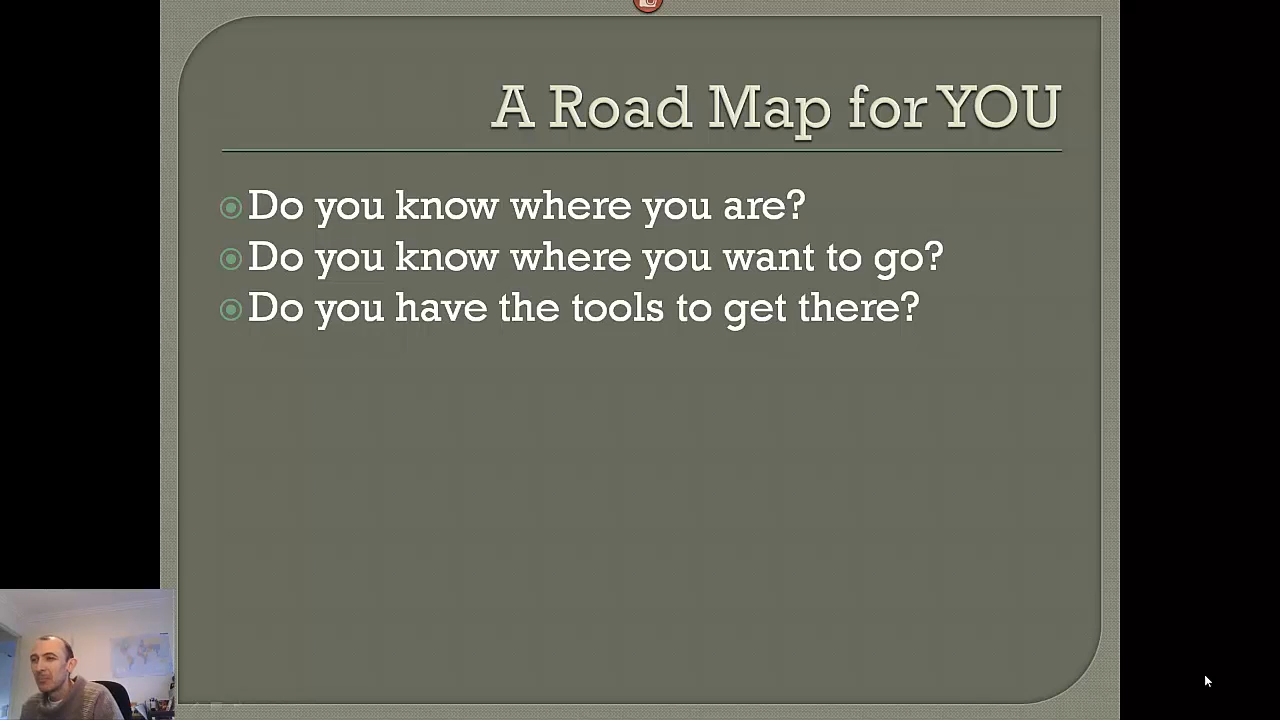 A Road Map for YOU
Do you know where you are?
Do you know where you want to go?
Do you have the tools to get there?